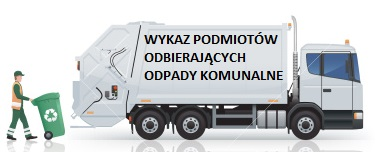 WYKAZ PODMIOTÓW
ODBIERAJĄCYCH
ODPADY KOMUNALNE